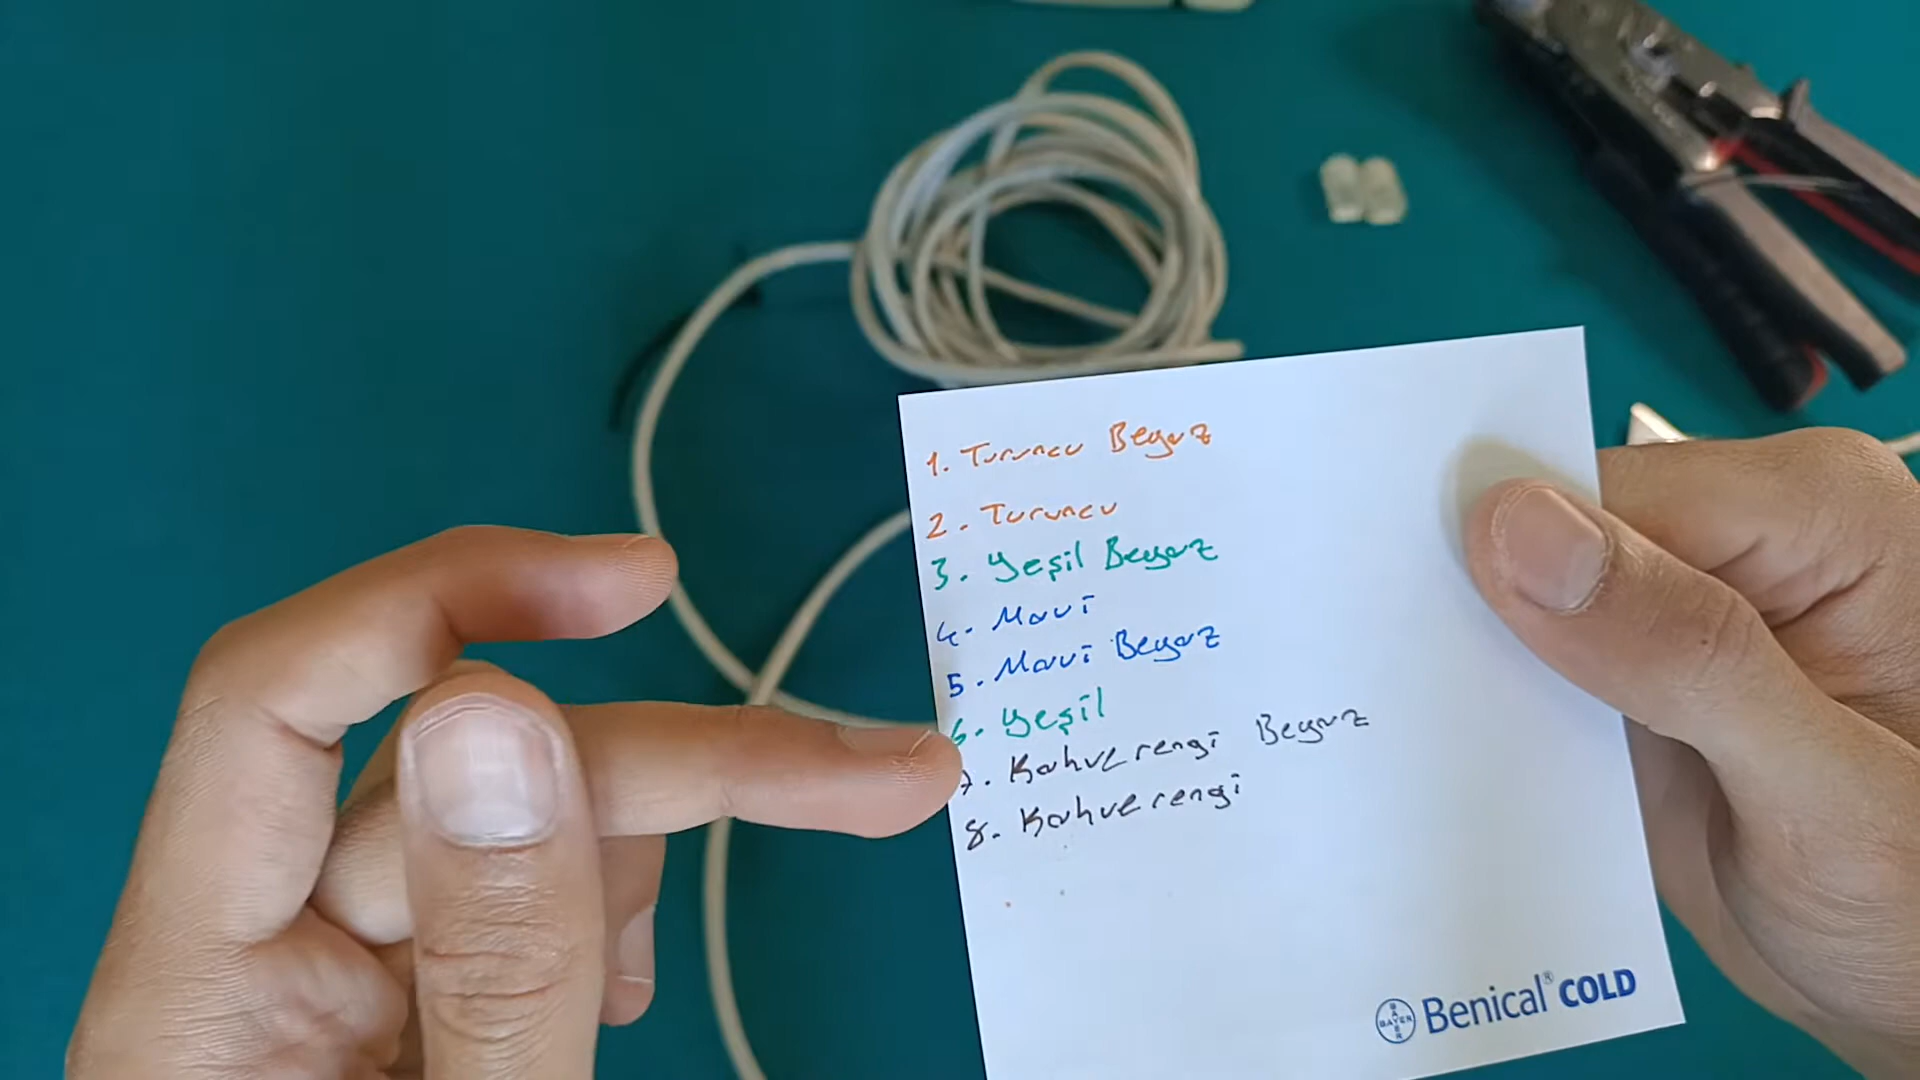 1. Turuncu Beyaz
2. Turuncu
3. Yeşil Beyaz
4. Mavi
5. Mavi Beyaz
6. Yeşil
7. Kahverengi Beyaz
8. Kahverengi
BAYER Benical® COLD